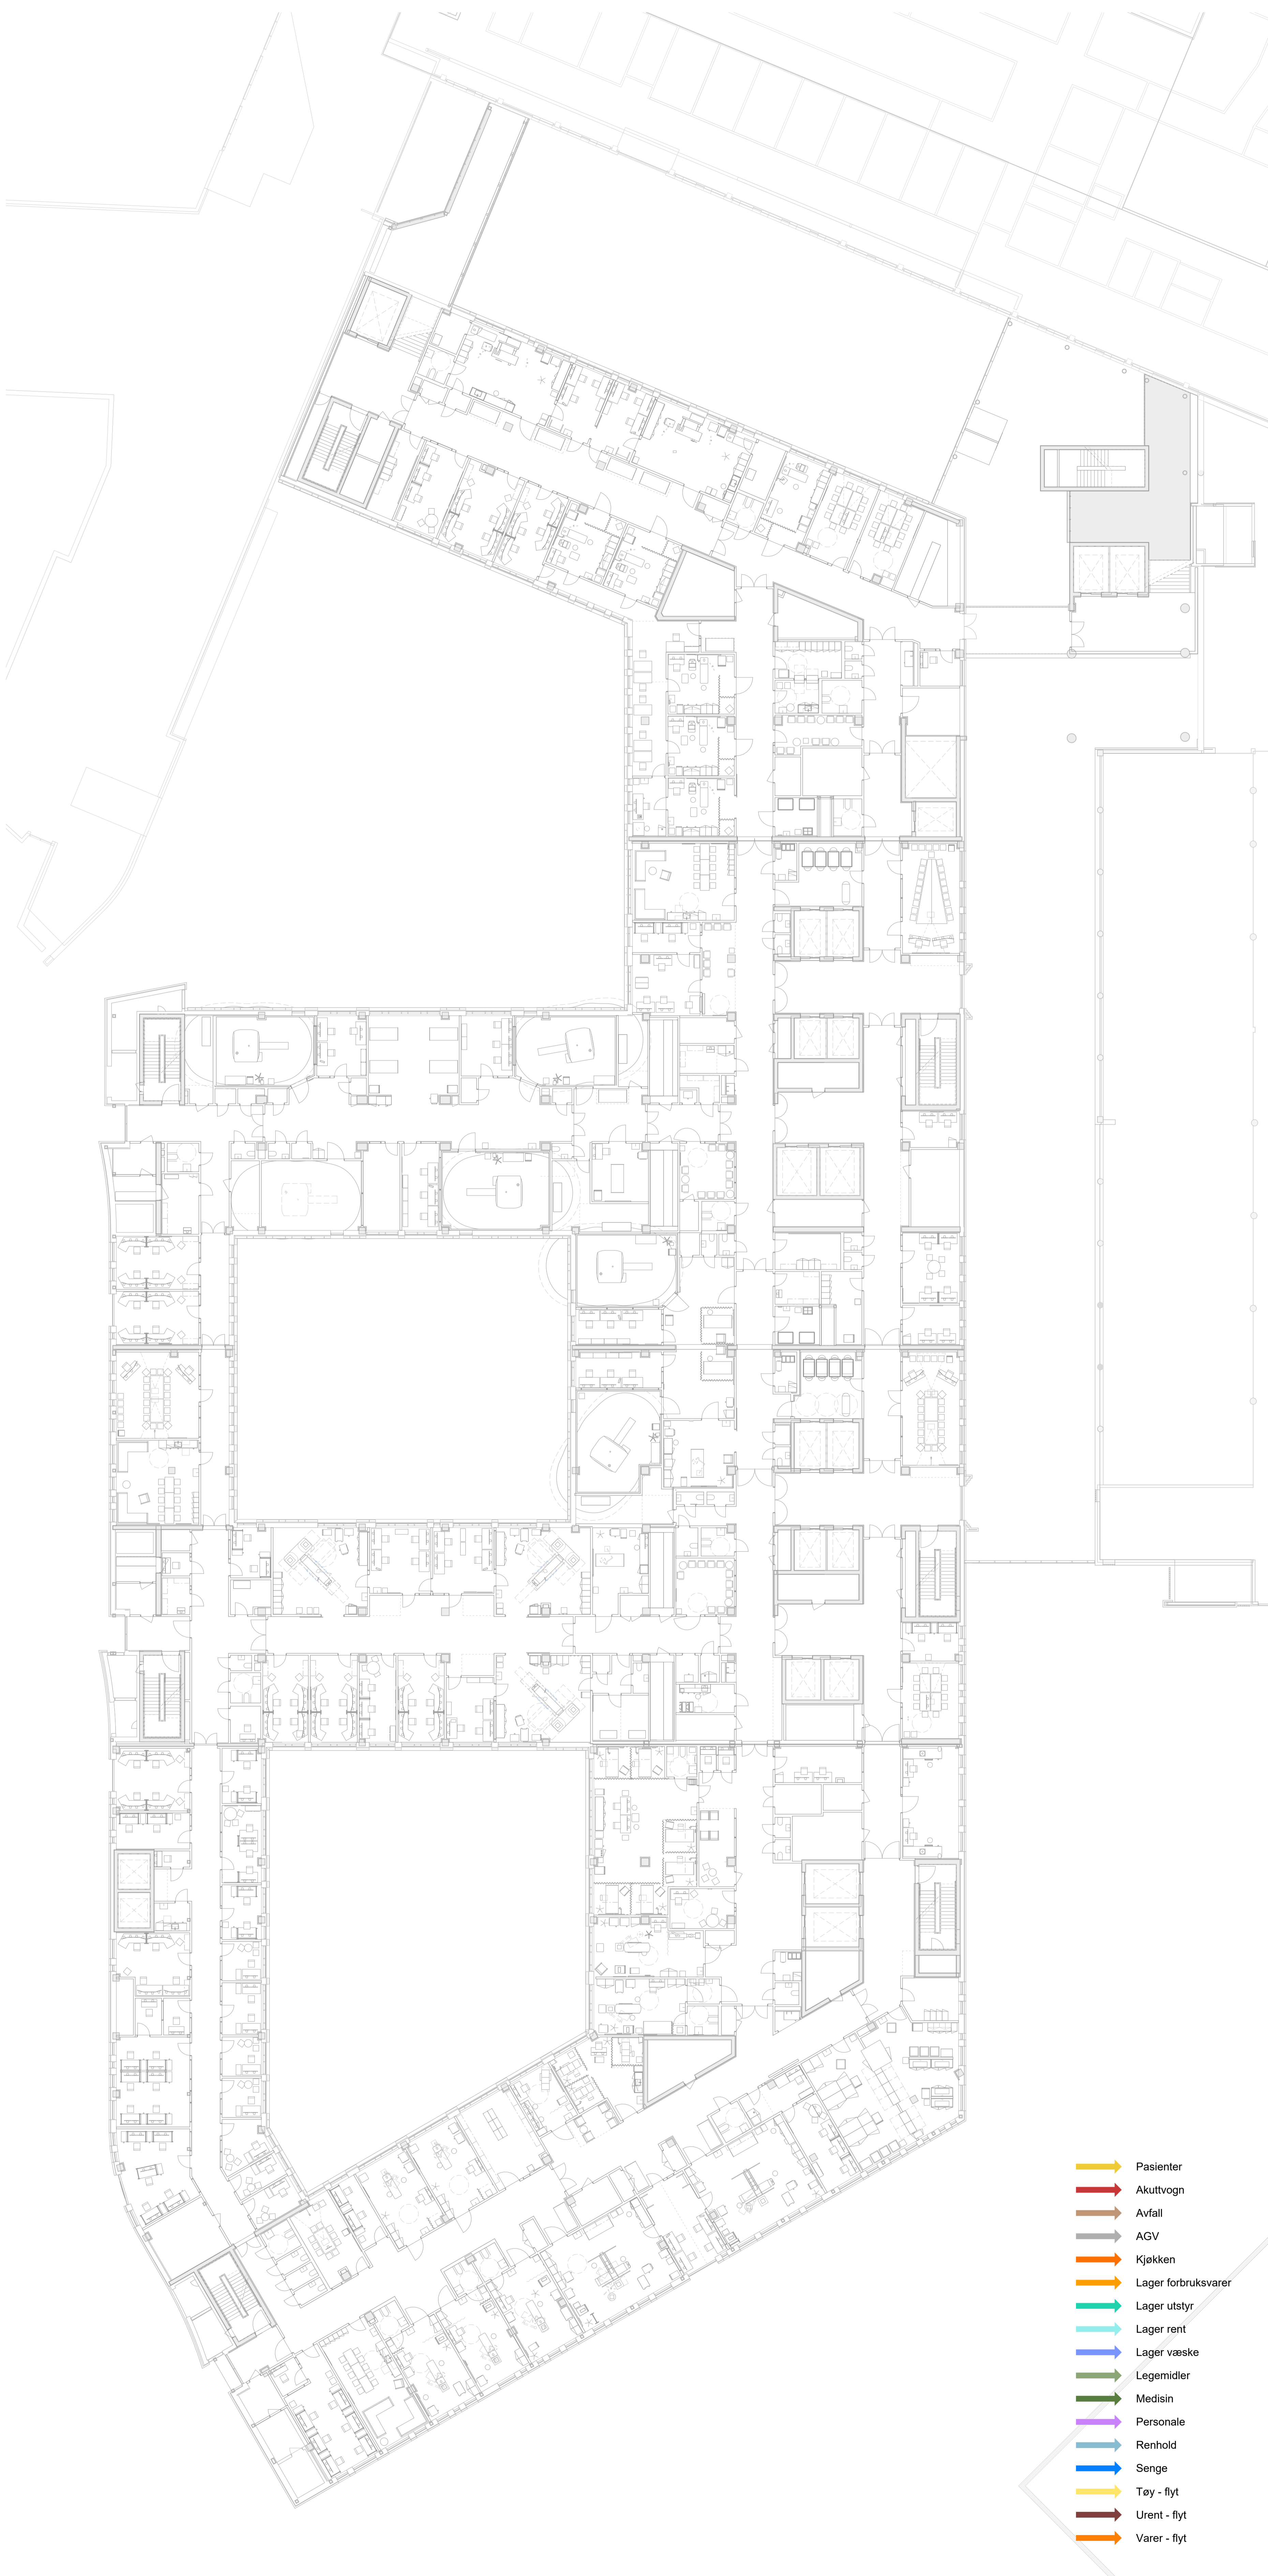 Pasienter
Akuttvogn
Avfall
AGV
Kjøkken
Lager forbruksvarer
Lager utstyr
Lager rent
Lager væske
Legemidler
Medisin
Personale
Renhold
Senge
Tøy - flyt
Urent - flyt
Varer - flyt